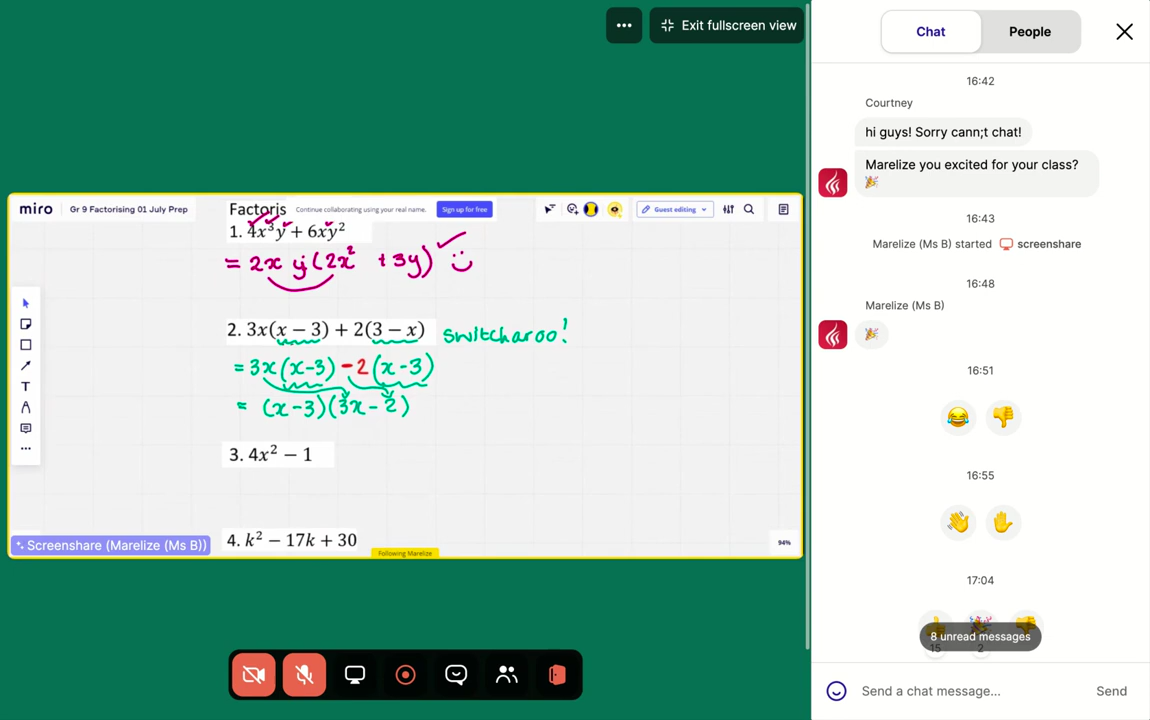 Exit fullscreen view
Chat
People
16:42
Courtney
hi guys! Sorry cann;t chat!
Marelize you excited for your class?
🎉
16:43
Marelize (Ms B) started screenshare
16:48
Marelize (Ms B)
🎉
16:51
😂 👎
16:55
👋 ✋
17:04
15 2
8 unread messages
Send a chat message...
Send
miro
Gr 9 Factorising 01 July Prep
Factoris
Continue collaborating using your real name.
Sign up for free
Guest editing
1. 4x³y + 6xy²
= 2xy(2x² + 3y)
2. 3x(x − 3) + 2(3 − x)
switcharoo!
= 3x(x-3) -2(x-3)
= (x-3)(3x-2)
3. 4x² − 1
4. k² − 17k + 30
T
Screenshare (Marelize (Ms B))
Following Marelize
94%